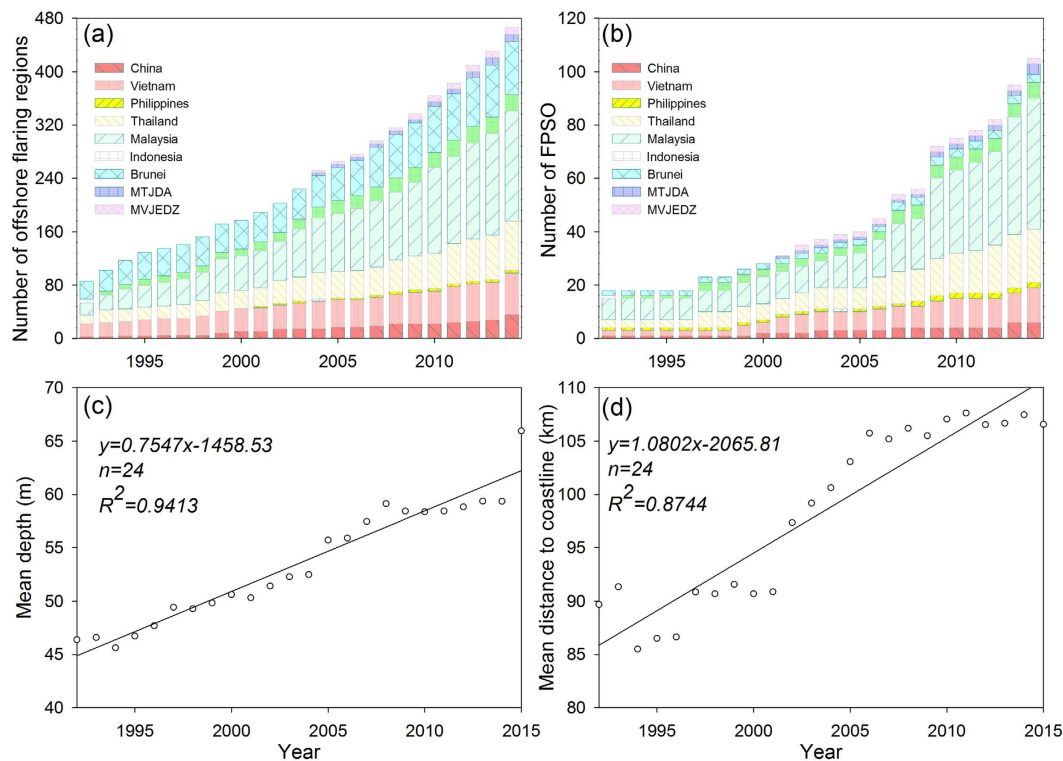 (a)
480
400
320
240
160
80
0
Number of offshore flaring regions
China
Vietnam
Philippines
Thailand
Malaysia
Indonesia
Brunei
MTJDA
MVJEDZ
1995
2000
2005
2010
(b)
120
100
80
60
40
20
0
Number of FPSO
China
Vietnam
Philippines
Thailand
Malaysia
Indonesia
Brunei
MTJDA
MVJEDZ
1995
2000
2005
2010
(c)
70
65
60
55
50
45
40
Mean depth (m)
y=0.7547x-1458.53
n=24
R²=0.9413
1995
2000
2005
2010
2015
Year
(d)
110
105
100
95
90
85
80
Mean distance to coastline (km)
y=1.0802x-2065.81
n=24
R²=0.8744
1995
2000
2005
2010
2015
Year